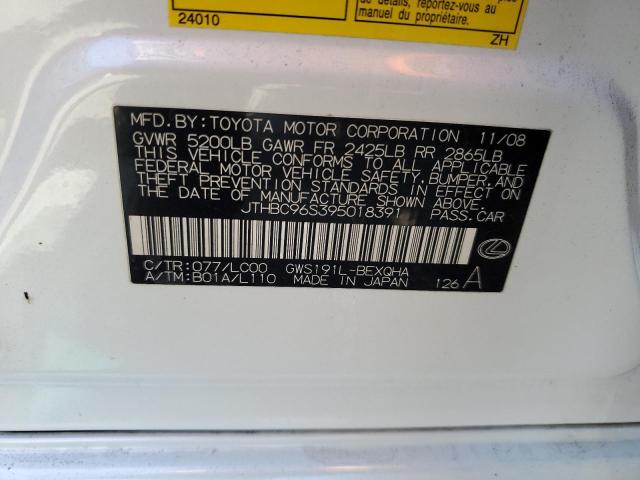 de détails, reportez-vous au
manuel du propriétaire.
24010
ZH
MFD. BY: TOYOTA MOTOR CORPORATION 11/08
GVWR 5200LB GAWR FR 2425LB RR 2865LB
THIS VEHICLE CONFORMS TO ALL APPLICABLE
FEDERAL MOTOR VEHICLE SAFETY, BUMPER, AND
THEFT PREVENTION STANDARDS IN EFFECT ON
THE DATE OF MANUFACTURE SHOWN ABOVE.
JTHBC96S395018391 PASS.CAR
C/TR:077/LC00 GWS191L-BEXQHA
A/TM:B01A/L110 MADE IN JAPAN 126 A